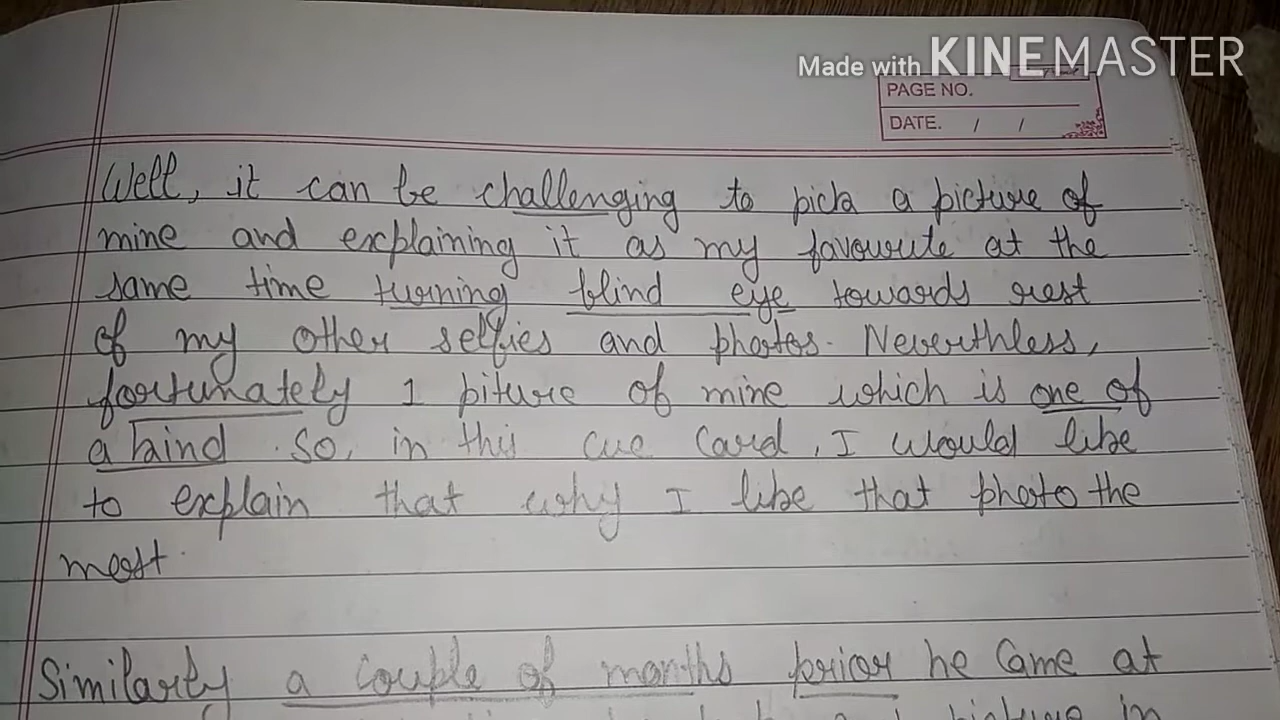 Made with KINEMASTER
PAGE NO.
DATE. / /
Well, it can be challenging to pick a picture of
mine and explaining it as my favourite at the
same time turning blind eye towards rest
of my other selfies and photos. Nevertheless,
fortunately 1 piture of mine which is one of
a kind. So, in this cue card, I would like
to explain that why I like that photo the
most.
Similarly a couple of months prior he came at
picture in